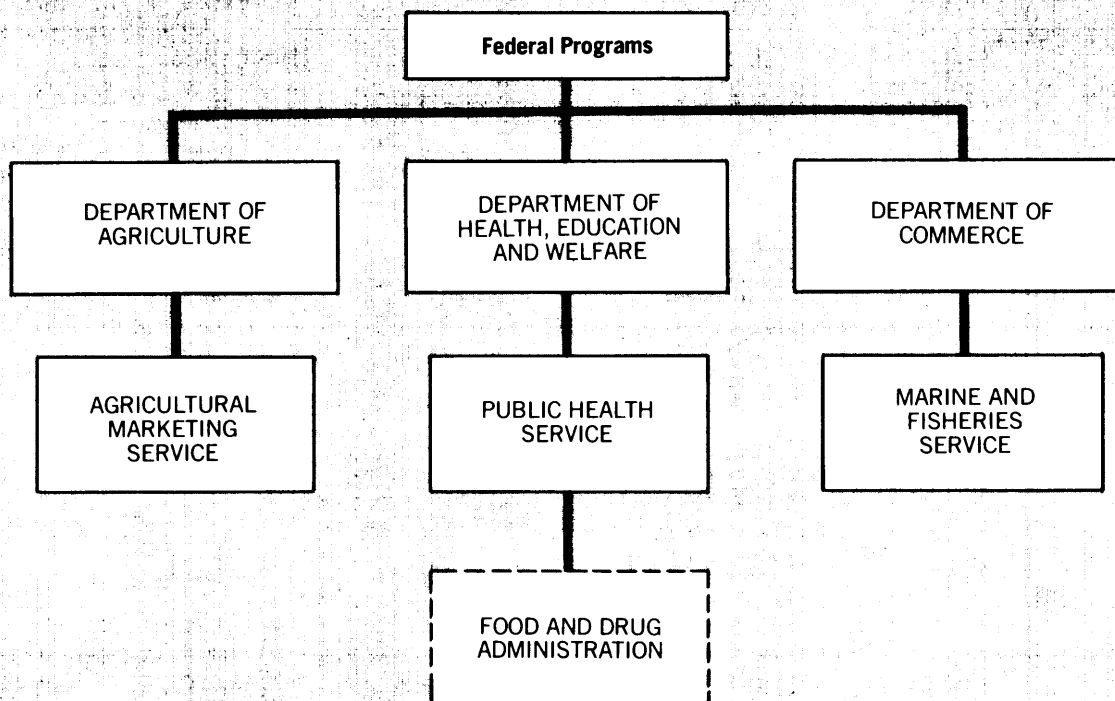 Federal Programs
DEPARTMENT OF
AGRICULTURE
DEPARTMENT OF
HEALTH, EDUCATION
AND WELFARE
DEPARTMENT OF
COMMERCE
AGRICULTURAL
MARKETING
SERVICE
PUBLIC HEALTH
SERVICE
MARINE AND
FISHERIES
SERVICE
FOOD AND DRUG
ADMINISTRATION